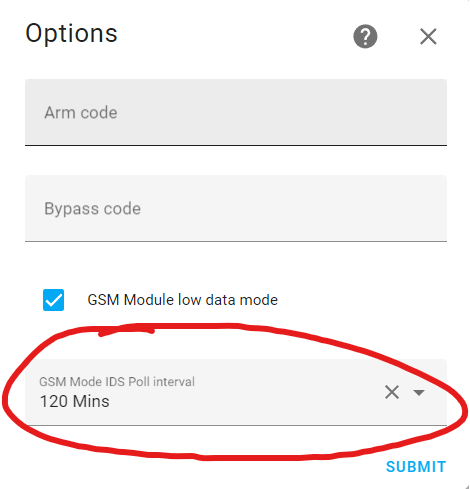 Options
Arm code
Bypass code
GSM Module low data mode
GSM Mode IDS Poll interval
120 Mins
SUBMIT